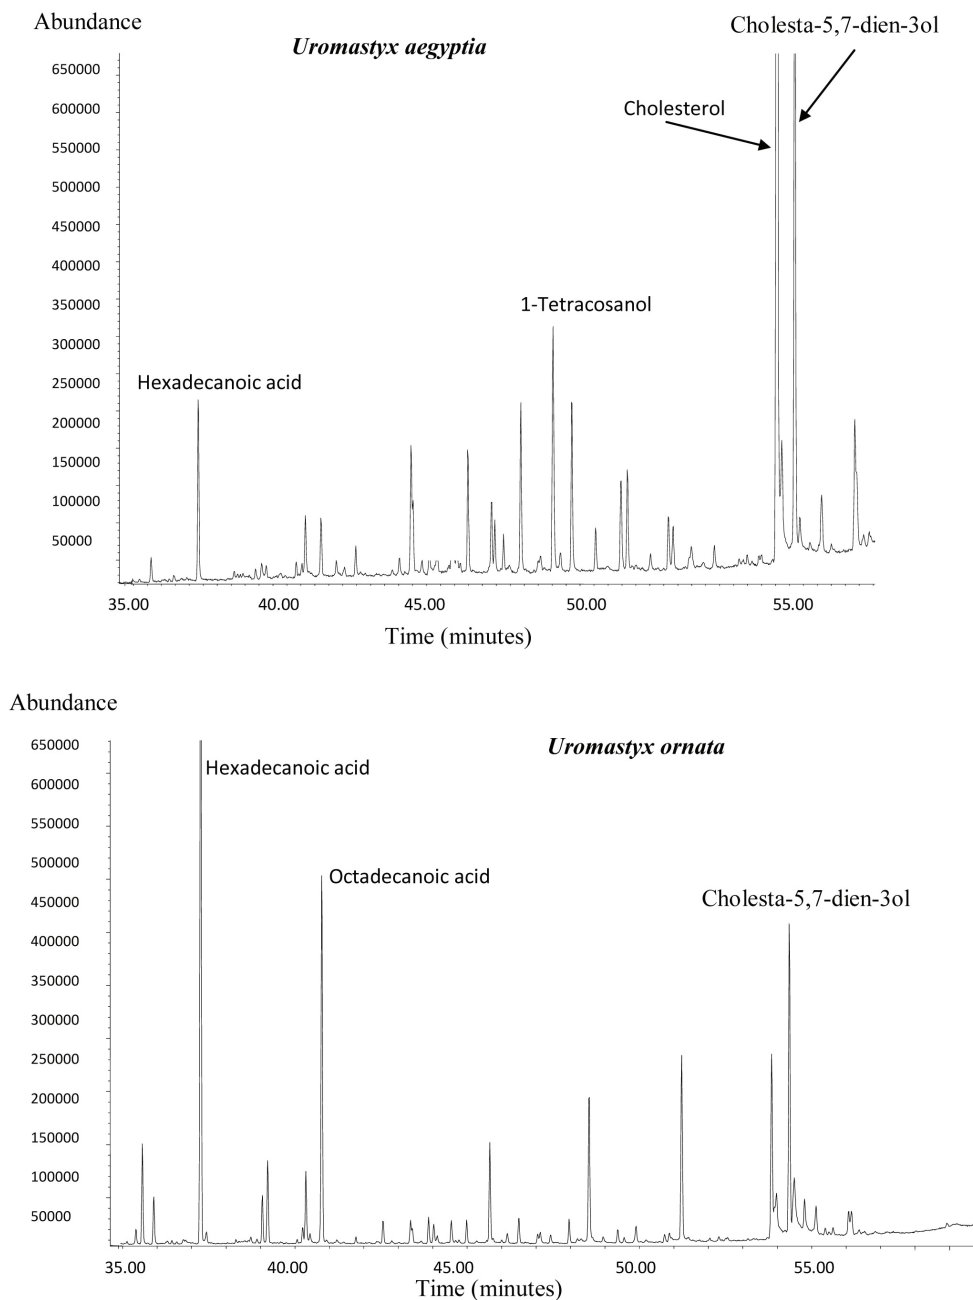 Abundance
Uromastyx aegyptia
Cholesta-5,7-dien-3ol
650000
600000
Cholesterol
550000
500000
450000
400000
350000
1-Tetracosanol
300000
250000
Hexadecanoic acid
200000
150000
100000
50000
35.00 40.00 45.00 50.00 55.00
Time (minutes)
Abundance
650000
Uromastyx ornata
Hexadecanoic acid
600000
550000
500000
Octadecanoic acid
450000
Cholesta-5,7-dien-3ol
400000
350000
300000
250000
200000
150000
100000
50000
35.00 40.00 45.00 50.00 55.00
Time (minutes)